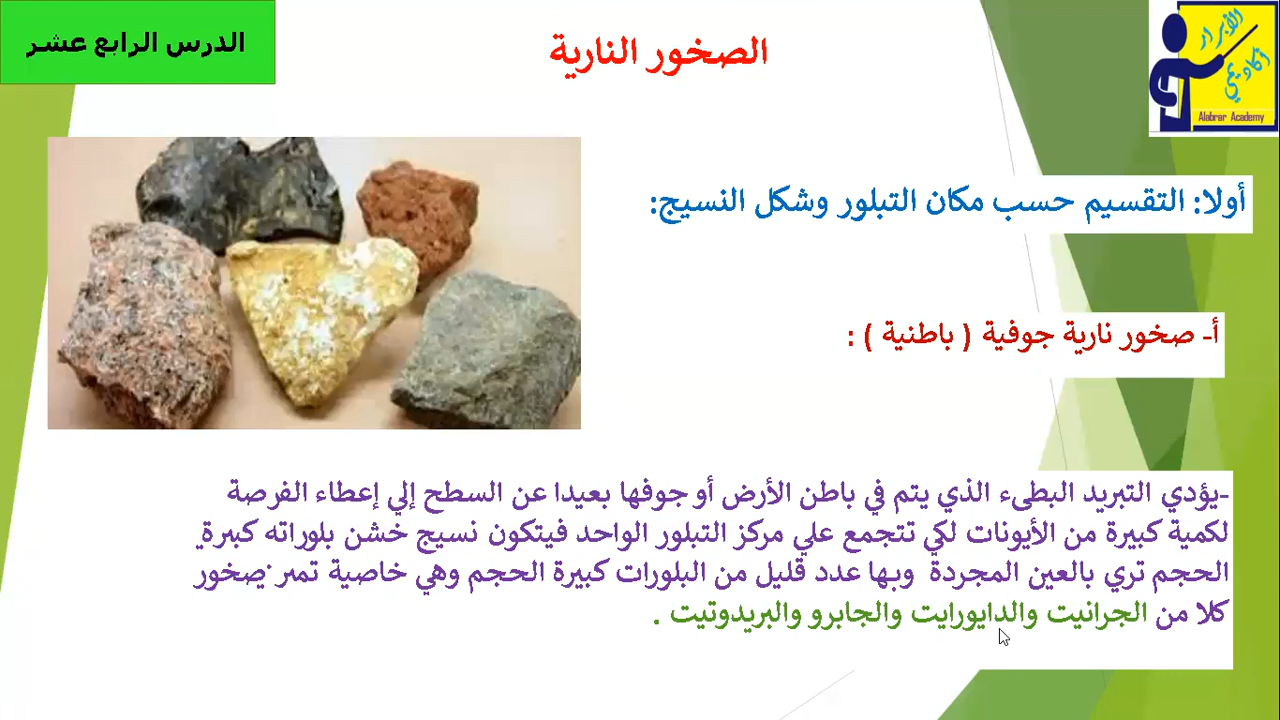 الدرس الرابع عشر
الصخور النارية
الأبرار
أكاديمي
Alabrar Academy
أولا: التقسيم حسب مكان التبلور وشكل النسيج:
أ- صخور نارية جوفية ( باطنية ) :
-يؤدي التبريد البطىء الذي يتم في باطن الأرض أو جوفها بعيدا عن السطح إلي إعطاء الفرصة
لكمية كبيرة من الأيونات لكي تتجمع علي مركز التبلور الواحد فيتكون نسيج خشن بلوراته كبيرة
الحجم تري بالعين المجردة وبها عدد قليل من البلورات كبيرة الحجم وهي خاصية تميز صخور
كلا من الجرانيت والدايورايت والجابرو والبريدوتيت .